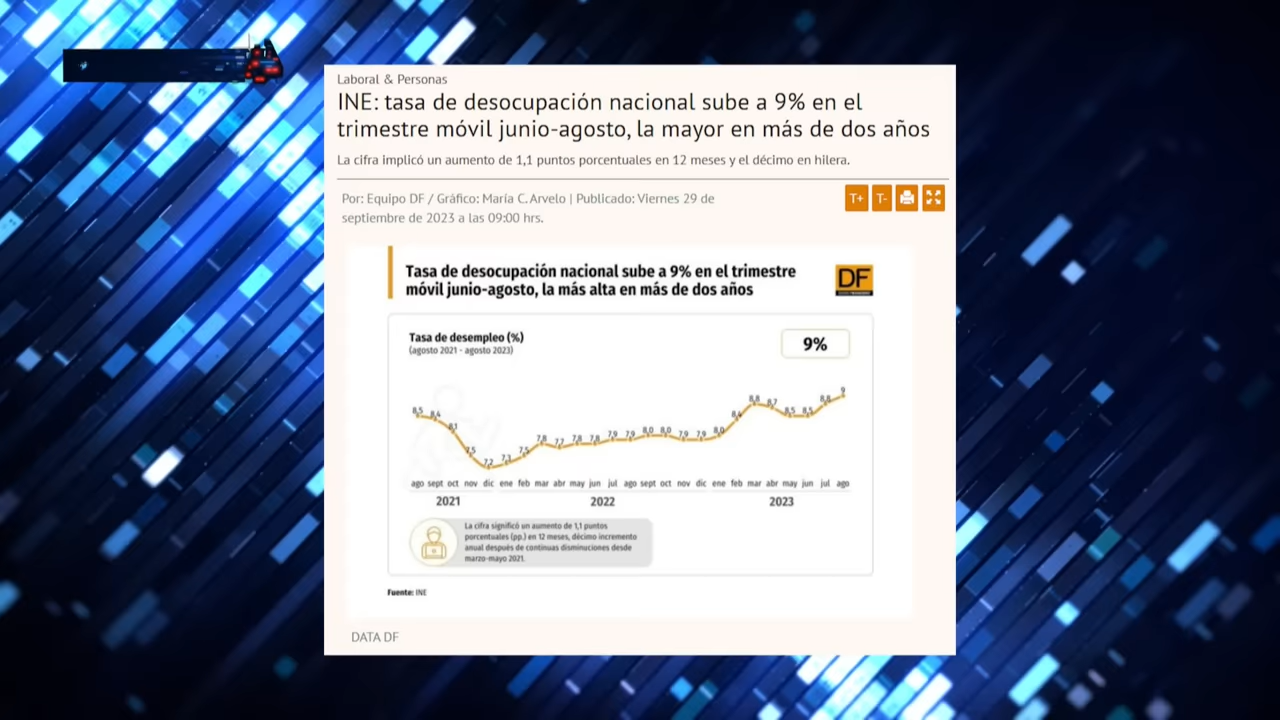 Laboral & Personas
INE: tasa de desocupación nacional sube a 9% en el
trimestre móvil junio-agosto, la mayor en más de dos años
La cifra implicó un aumento de 1,1 puntos porcentuales en 12 meses y el décimo en hilera.
Por: Equipo DF / Gráfico: María C. Arvelo | Publicado: Viernes 29 de
septiembre de 2023 a las 09:00 hrs.
T+ T-
Tasa de desocupación nacional sube a 9% en el trimestre
móvil junio-agosto, la más alta en más de dos años
DF
Tasa de desempleo (%)
(agosto 2021 - agosto 2023)
9%
8,5 8,4 8,1 7,5 7,2 7,3 7,5 7,8 7,7 7,8 7,8 7,9 7,9 8,0 8,0 7,9 7,9 8,0 8,4 8,8 8,7 8,5 8,5 8,8 9
ago sept oct nov dic ene feb mar abr may jun jul ago sept oct nov dic ene feb mar abr may jun jul ago
2021 2022 2023
La cifra significó un aumento de 1,1 puntos
porcentuales (pp.) en 12 meses, décimo incremento
anual después de continuas disminuciones desde
marzo-mayo 2021.
Fuente: INE
DATA DF